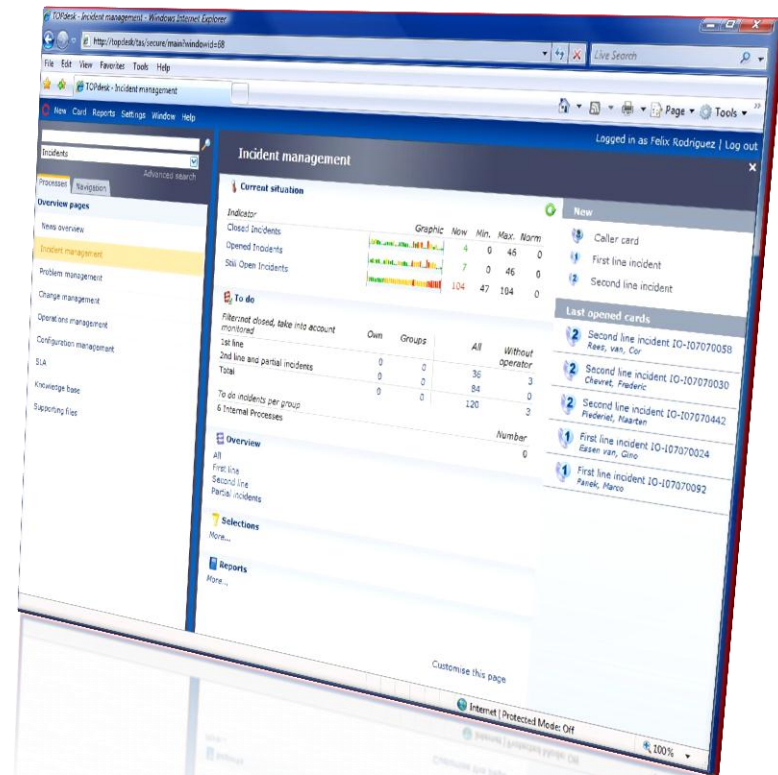 TOPdesk - Incident management - Windows Internet Explorer
http://topdesk/tas/secure/main?windowid=68
Live Search
File Edit View Favorites Tools Help
TOPdesk - Incident management
Page Tools
New Card Reports Settings Window Help
Logged in as Felix Rodriguez | Log out
Incidents
Advanced search
Processes Navigation
Overview pages
News overview
Incident management
Problem management
Change management
Operations management
Configuration management
SLA
Knowledge base
Supporting files
Incident management
Current situation
Indicator Graphic Now Min. Max. Norm
Closed Incidents 4 0 46 0
Opened Incidents 7 0 46 0
Still Open Incidents 104 47 104 0
To do
Filter:not closed, take into account monitored Own Groups All Without operator
1st line 0 0 36 3
2nd line and partial incidents 0 0 84 0
Total 0 0 120 3
To do incidents per group Number
6 Internal Processes 0
Overview
All
First line
Second line
Partial incidents
Selections
More...
Reports
More...
Customise this page
New
Caller card
First line incident
Second line incident
Last opened cards
2 Second line incident IO-I07070058
Rees, van, Cor
2 Second line incident IO-I07070030
Chevret, Frederic
2 Second line incident IO-I07070442
Piederiet, Maarten
1 First line incident IO-I07070024
Essen van, Gino
1 First line incident IO-I07070092
Panek, Marco
Internet | Protected Mode: Off
100%